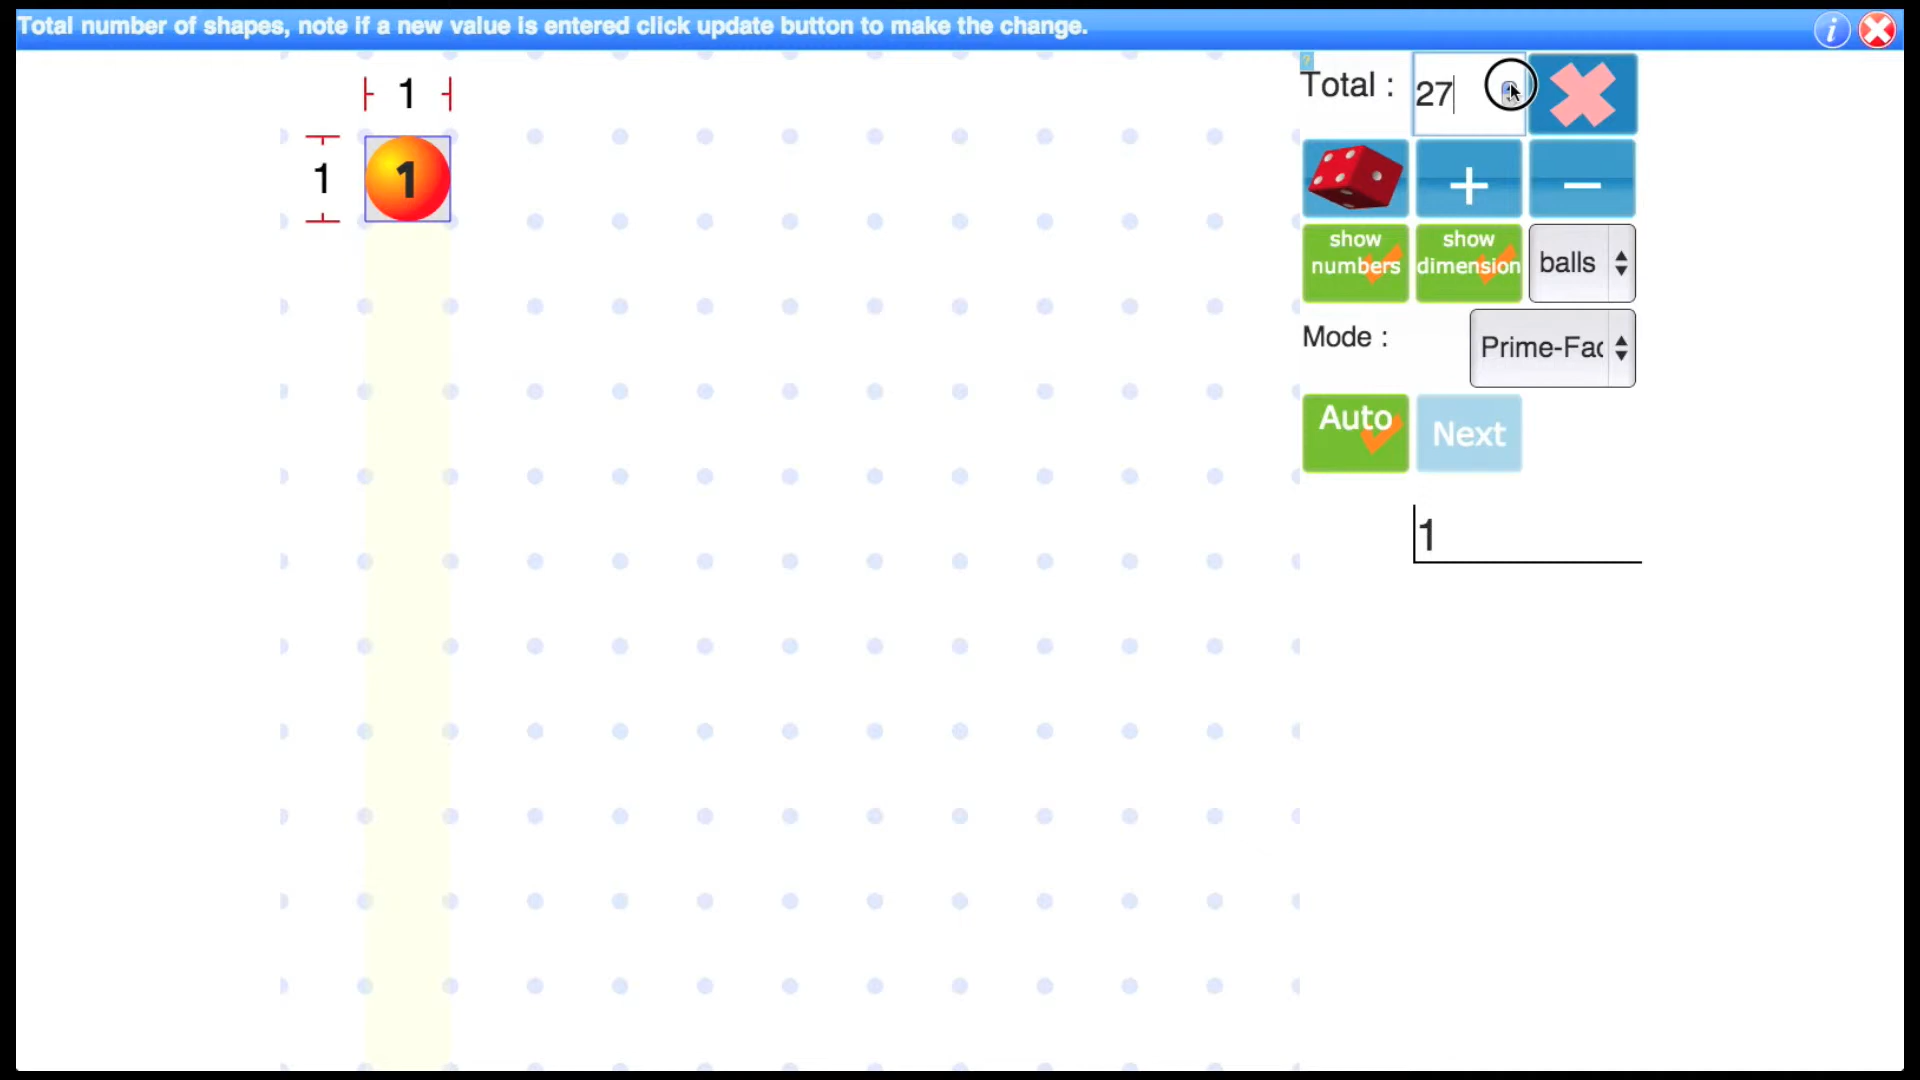 Total number of shapes, note if a new value is entered click update button to make the change.
i
?
Total :
27
1
1
1
+
−
show numbers
show dimension
balls
Mode :
Prime-Fac
Auto
Next
1